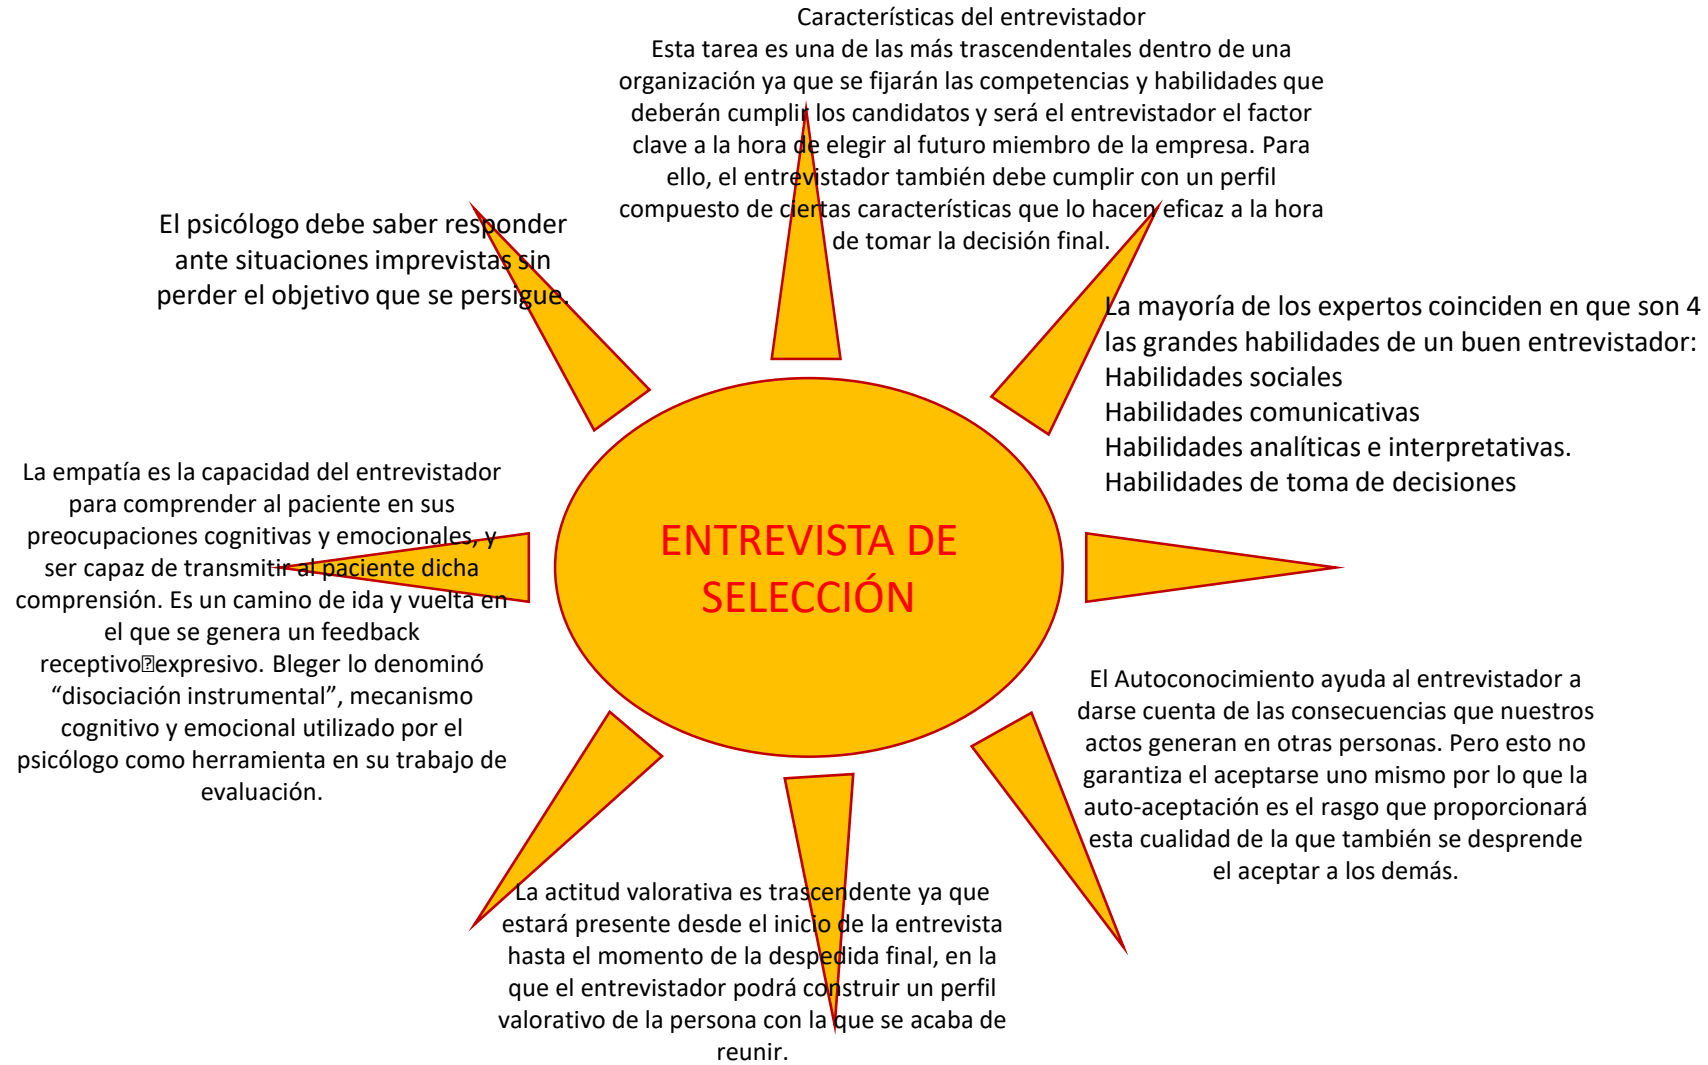 Características del entrevistador
Esta tarea es una de las más trascendentales dentro de una
organización ya que se fijarán las competencias y habilidades que
deberán cumplir los candidatos y será el entrevistador el factor
clave a la hora de elegir al futuro miembro de la empresa. Para
ello, el entrevistador también debe cumplir con un perfil
compuesto de ciertas características que lo hacen eficaz a la hora
de tomar la decisión final.
El psicólogo debe saber responder
ante situaciones imprevistas sin
perder el objetivo que se persigue.
La mayoría de los expertos coinciden en que son 4
las grandes habilidades de un buen entrevistador:
Habilidades sociales
Habilidades comunicativas
Habilidades analíticas e interpretativas.
Habilidades de toma de decisiones
La empatía es la capacidad del entrevistador
para comprender al paciente en sus
preocupaciones cognitivas y emocionales, y
ser capaz de transmitir al paciente dicha
comprensión. Es un camino de ida y vuelta en
el que se genera un feedback
receptivo⍰expresivo. Bleger lo denominó
“disociación instrumental”, mecanismo
cognitivo y emocional utilizado por el
psicólogo como herramienta en su trabajo de
evaluación.
ENTREVISTA DE
SELECCIÓN
El Autoconocimiento ayuda al entrevistador a
darse cuenta de las consecuencias que nuestros
actos generan en otras personas. Pero esto no
garantiza el aceptarse uno mismo por lo que la
auto-aceptación es el rasgo que proporcionará
esta cualidad de la que también se desprende
el aceptar a los demás.
La actitud valorativa es trascendente ya que
estará presente desde el inicio de la entrevista
hasta el momento de la despedida final, en la
que el entrevistador podrá construir un perfil
valorativo de la persona con la que se acaba de
reunir.